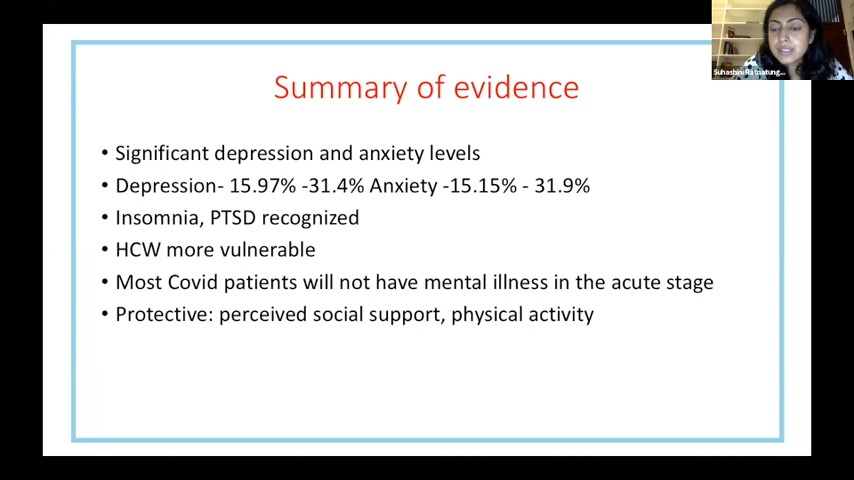 Suhashini Ratnatung...
Summary of evidence
• Significant depression and anxiety levels
• Depression- 15.97% -31.4% Anxiety -15.15% - 31.9%
• Insomnia, PTSD recognized
• HCW more vulnerable
• Most Covid patients will not have mental illness in the acute stage
• Protective: perceived social support, physical activity